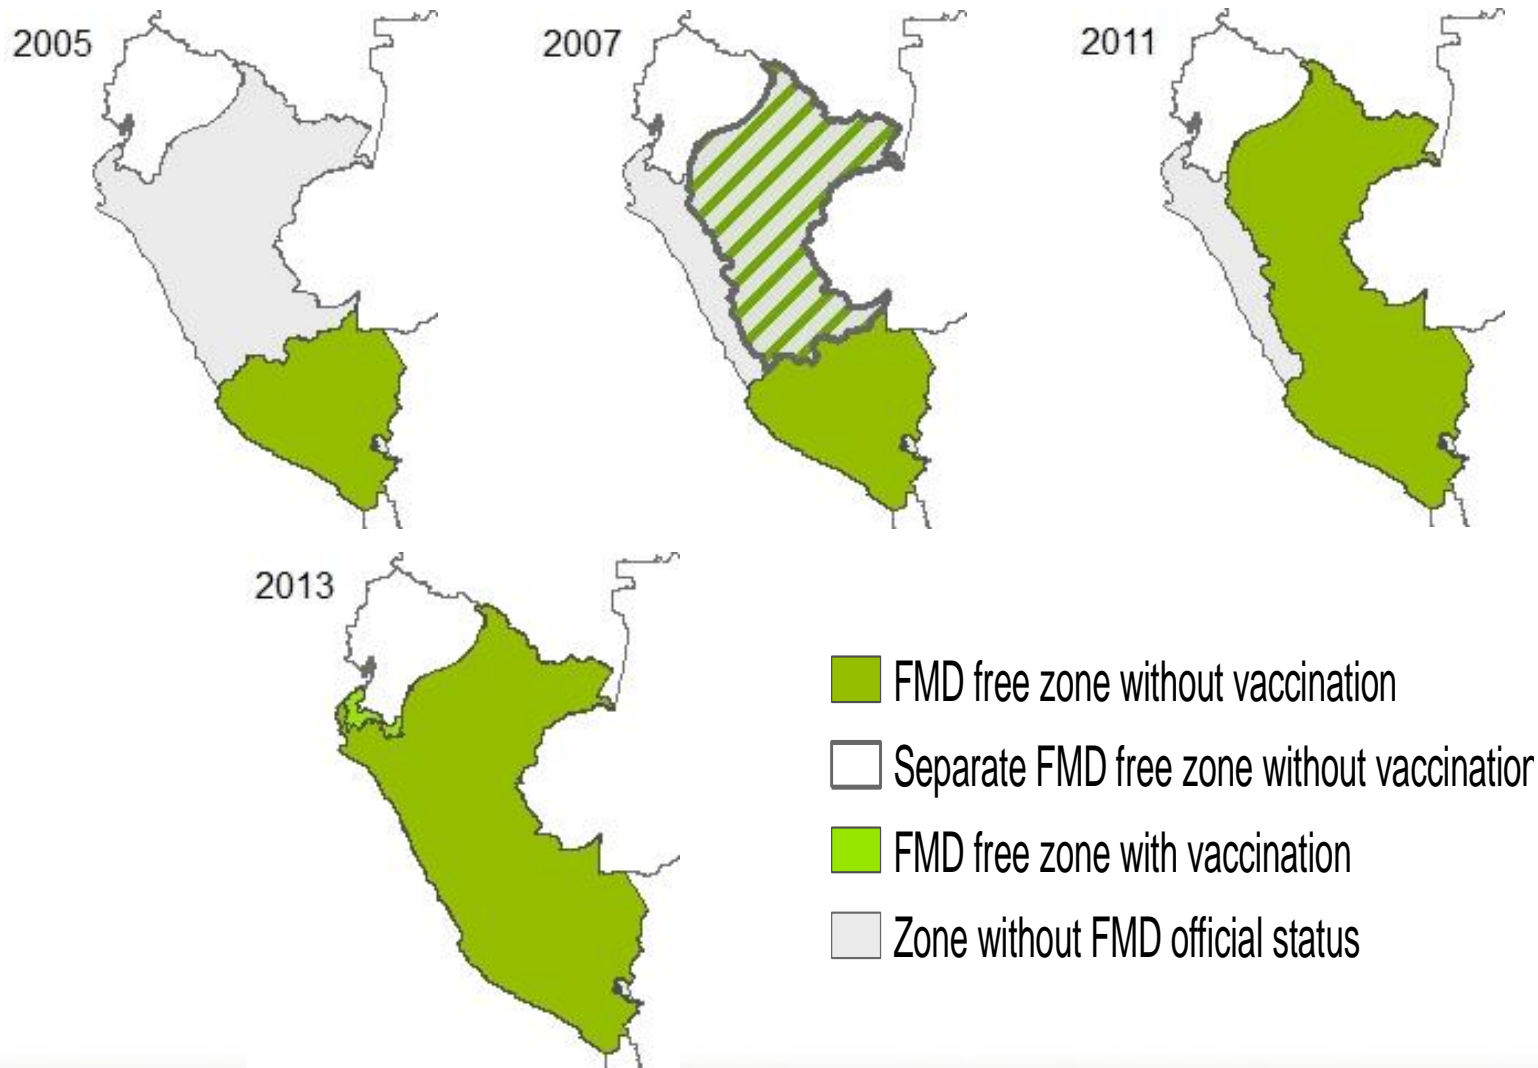 2005
2007
2011
2013
FMD free zone without vaccination
Separate FMD free zone without vaccination
FMD free zone with vaccination
Zone without FMD official status